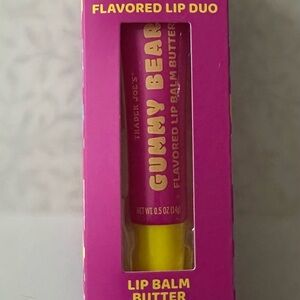 FLAVORED LIP DUO
TRADER JOE'S
GUMMY BEAR
FLAVORED LIP BALM BUTTER
NET WT 0.5 OZ (14g)
LIP BALM
BUTTER